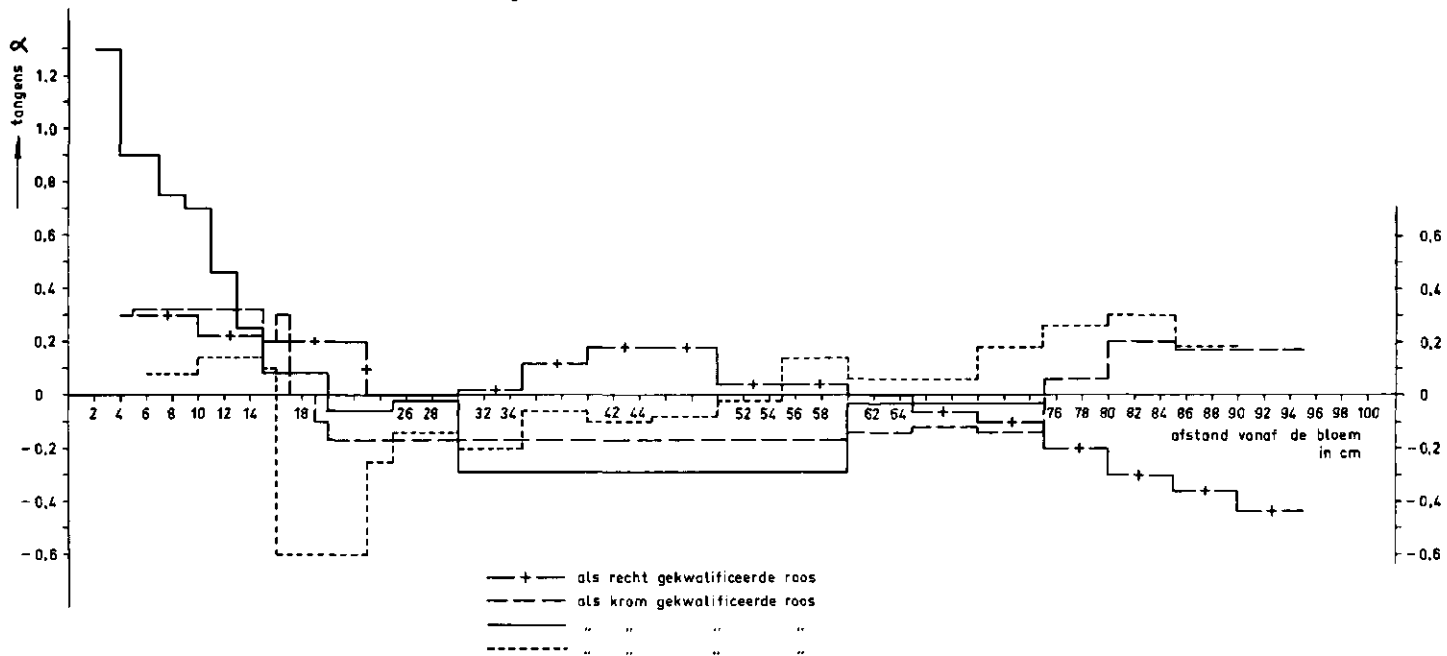 tangens α
1.2
1.0
0,8
0,6
0,4
0,2
0
-0,2
-0,4
-0,6
2 4 6 8 10 12 14 16 18 26 28 32 34 42 44 52 54 56 58 62 64 76 78 80 82 84 86 88 90 92 94 96 98 100
afstand vanaf de bloem
in cm
0,6
0,4
0,2
0
-0,2
-0,4
-0,6
als recht gekwalificeerde roos
als krom gekwalificeerde roos
" " " "
" " " "